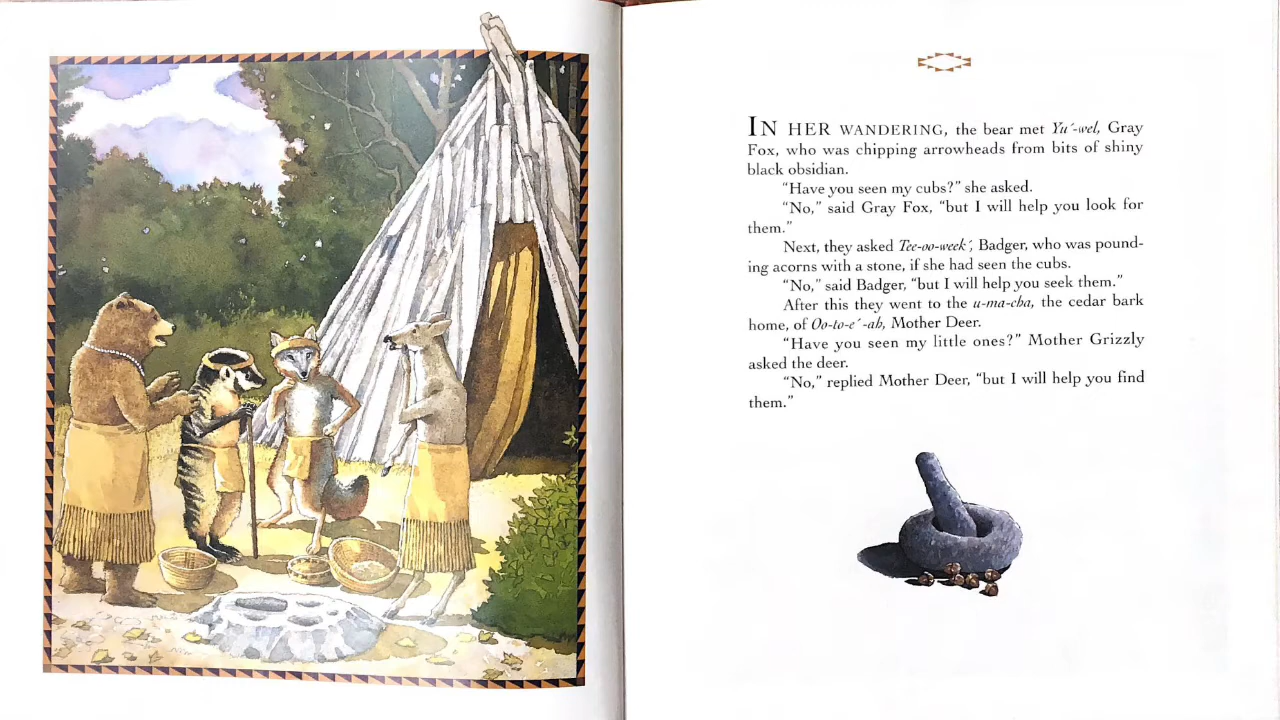 IN HER WANDERING, the bear met Yu´-wel, Gray
Fox, who was chipping arrowheads from bits of shiny
black obsidian.
“Have you seen my cubs?” she asked.
“No,” said Gray Fox, “but I will help you look for
them.”
Next, they asked Tee-oo-week´, Badger, who was pound-
ing acorns with a stone, if she had seen the cubs.
“No,” said Badger, “but I will help you seek them.”
After this they went to the u-ma-cha, the cedar bark
home, of Oo-to-e´-ah, Mother Deer.
“Have you seen my little ones?” Mother Grizzly
asked the deer.
“No,” replied Mother Deer, “but I will help you find
them.”